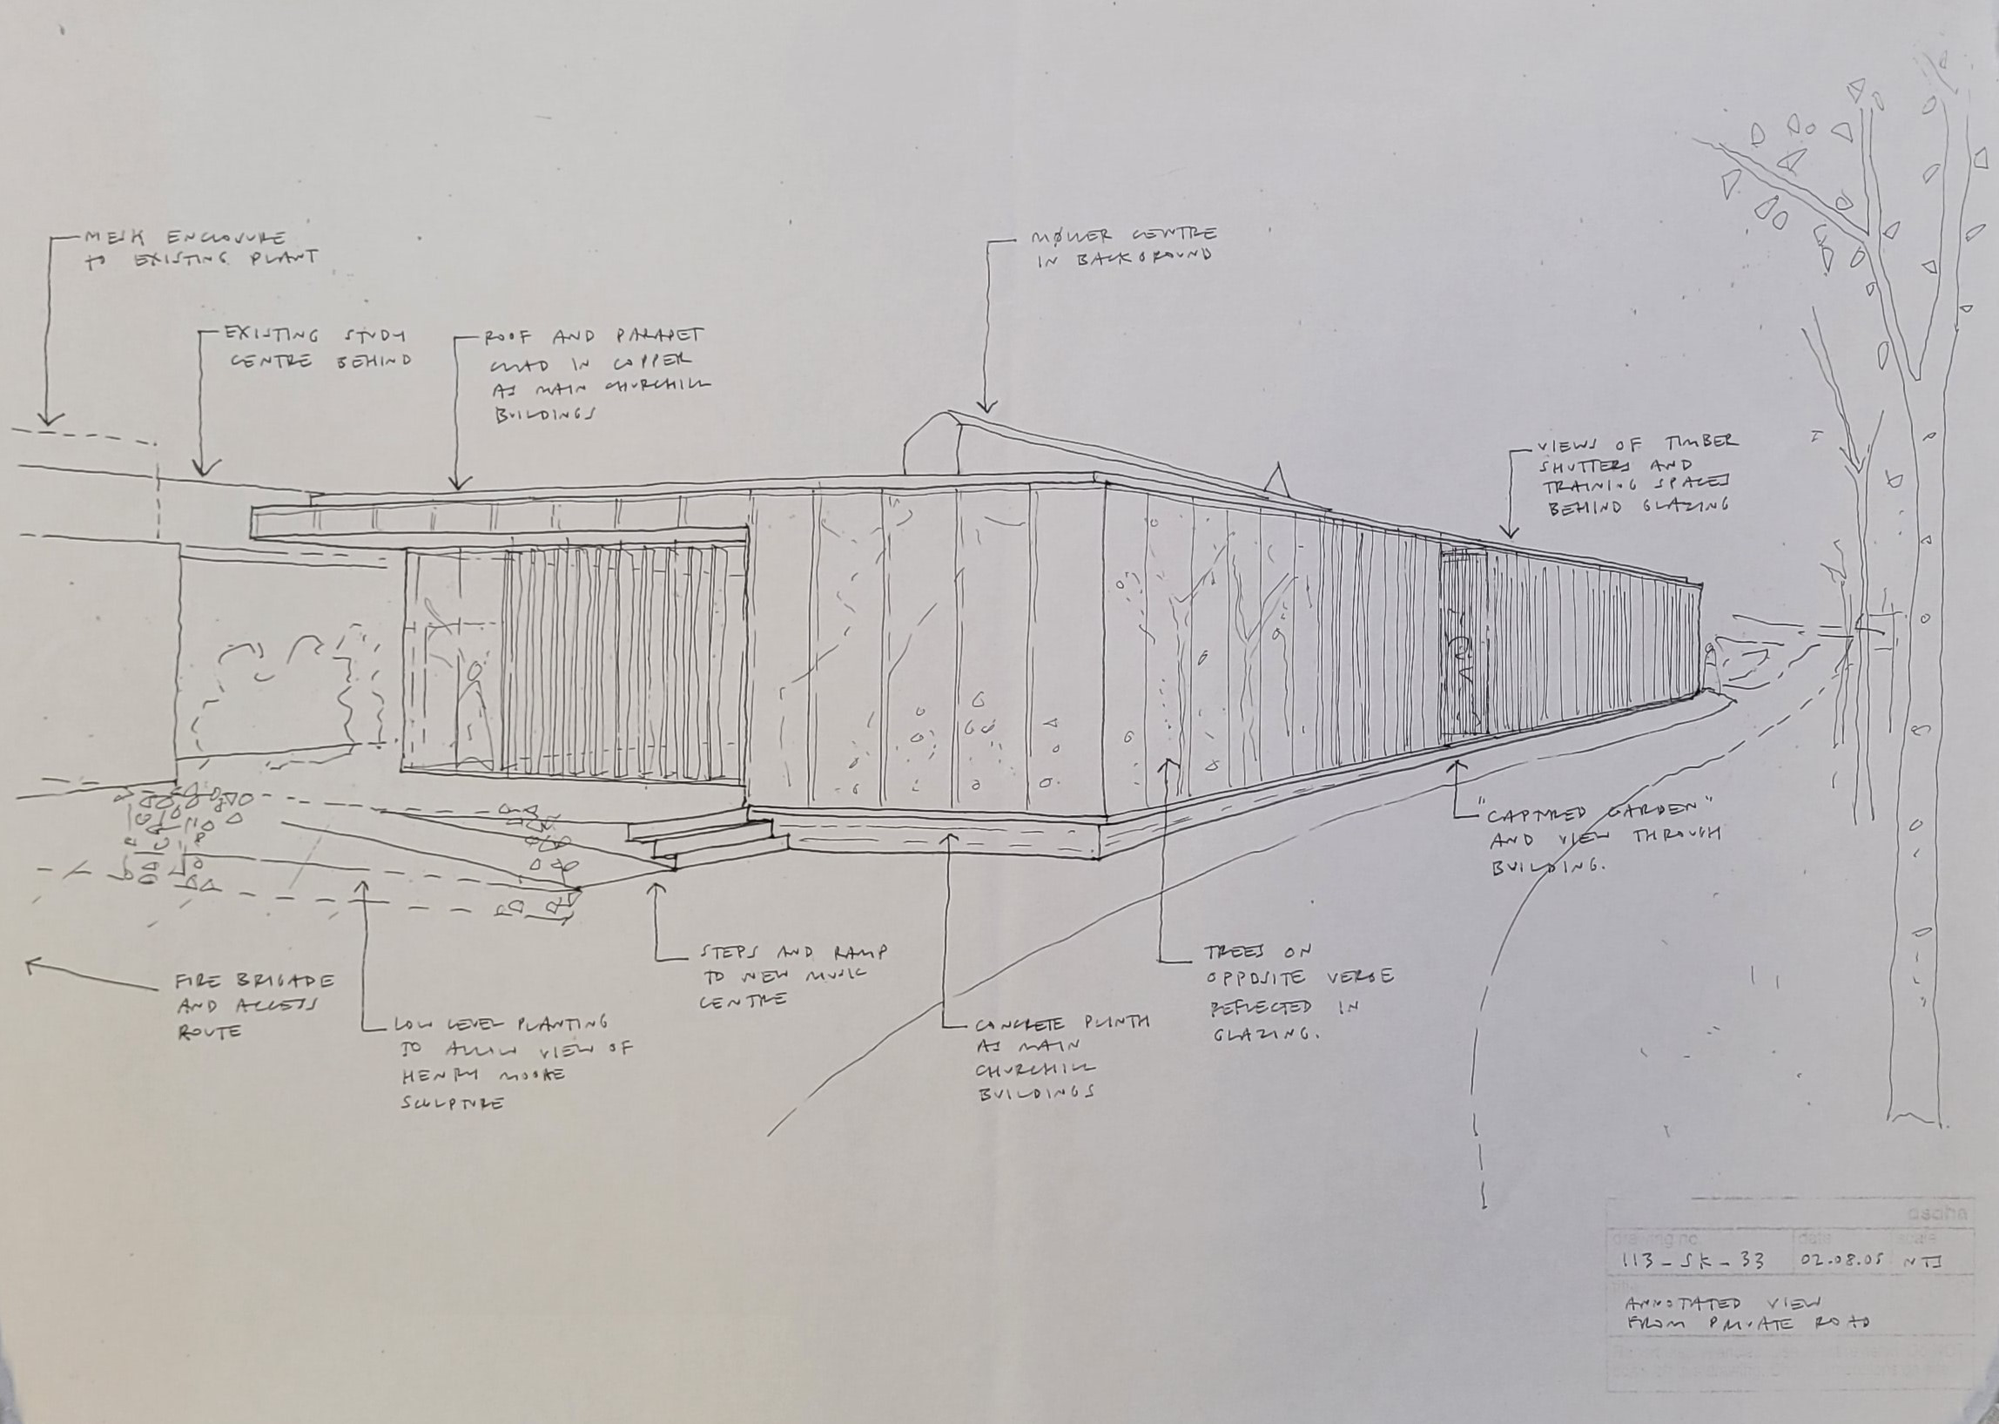 MESH ENCLOSURE
TO EXISTING PLANT
EXISTING STUDY
CENTRE BEHIND
ROOF AND PARAPET
CLAD IN COPPER
AS MAIN CHURCHILL
BUILDINGS
MØLLER CENTRE
IN BACKGROUND
VIEWS OF TIMBER
SHUTTERS AND
TRAINING SPACES
BEHIND GLAZING
"CAPTURED GARDEN"
AND VIEW THROUGH
BUILDING.
TREES ON
OPPOSITE VERGE
REFLECTED IN
GLAZING.
CONCRETE PLINTH
AS MAIN
CHURCHILL
BUILDINGS
STEPS AND RAMP
TO NEW MUSIC
CENTRE
LOW LEVEL PLANTING
TO ALLOW VIEW OF
HENRY MOORE
SCULPTURE
FIRE BRIGADE
AND ACCESS
ROUTE
dsdha
drawing no. date scale
113-SK-33 02.08.05 NTS
ANNOTATED VIEW
FROM PRIVATE ROAD